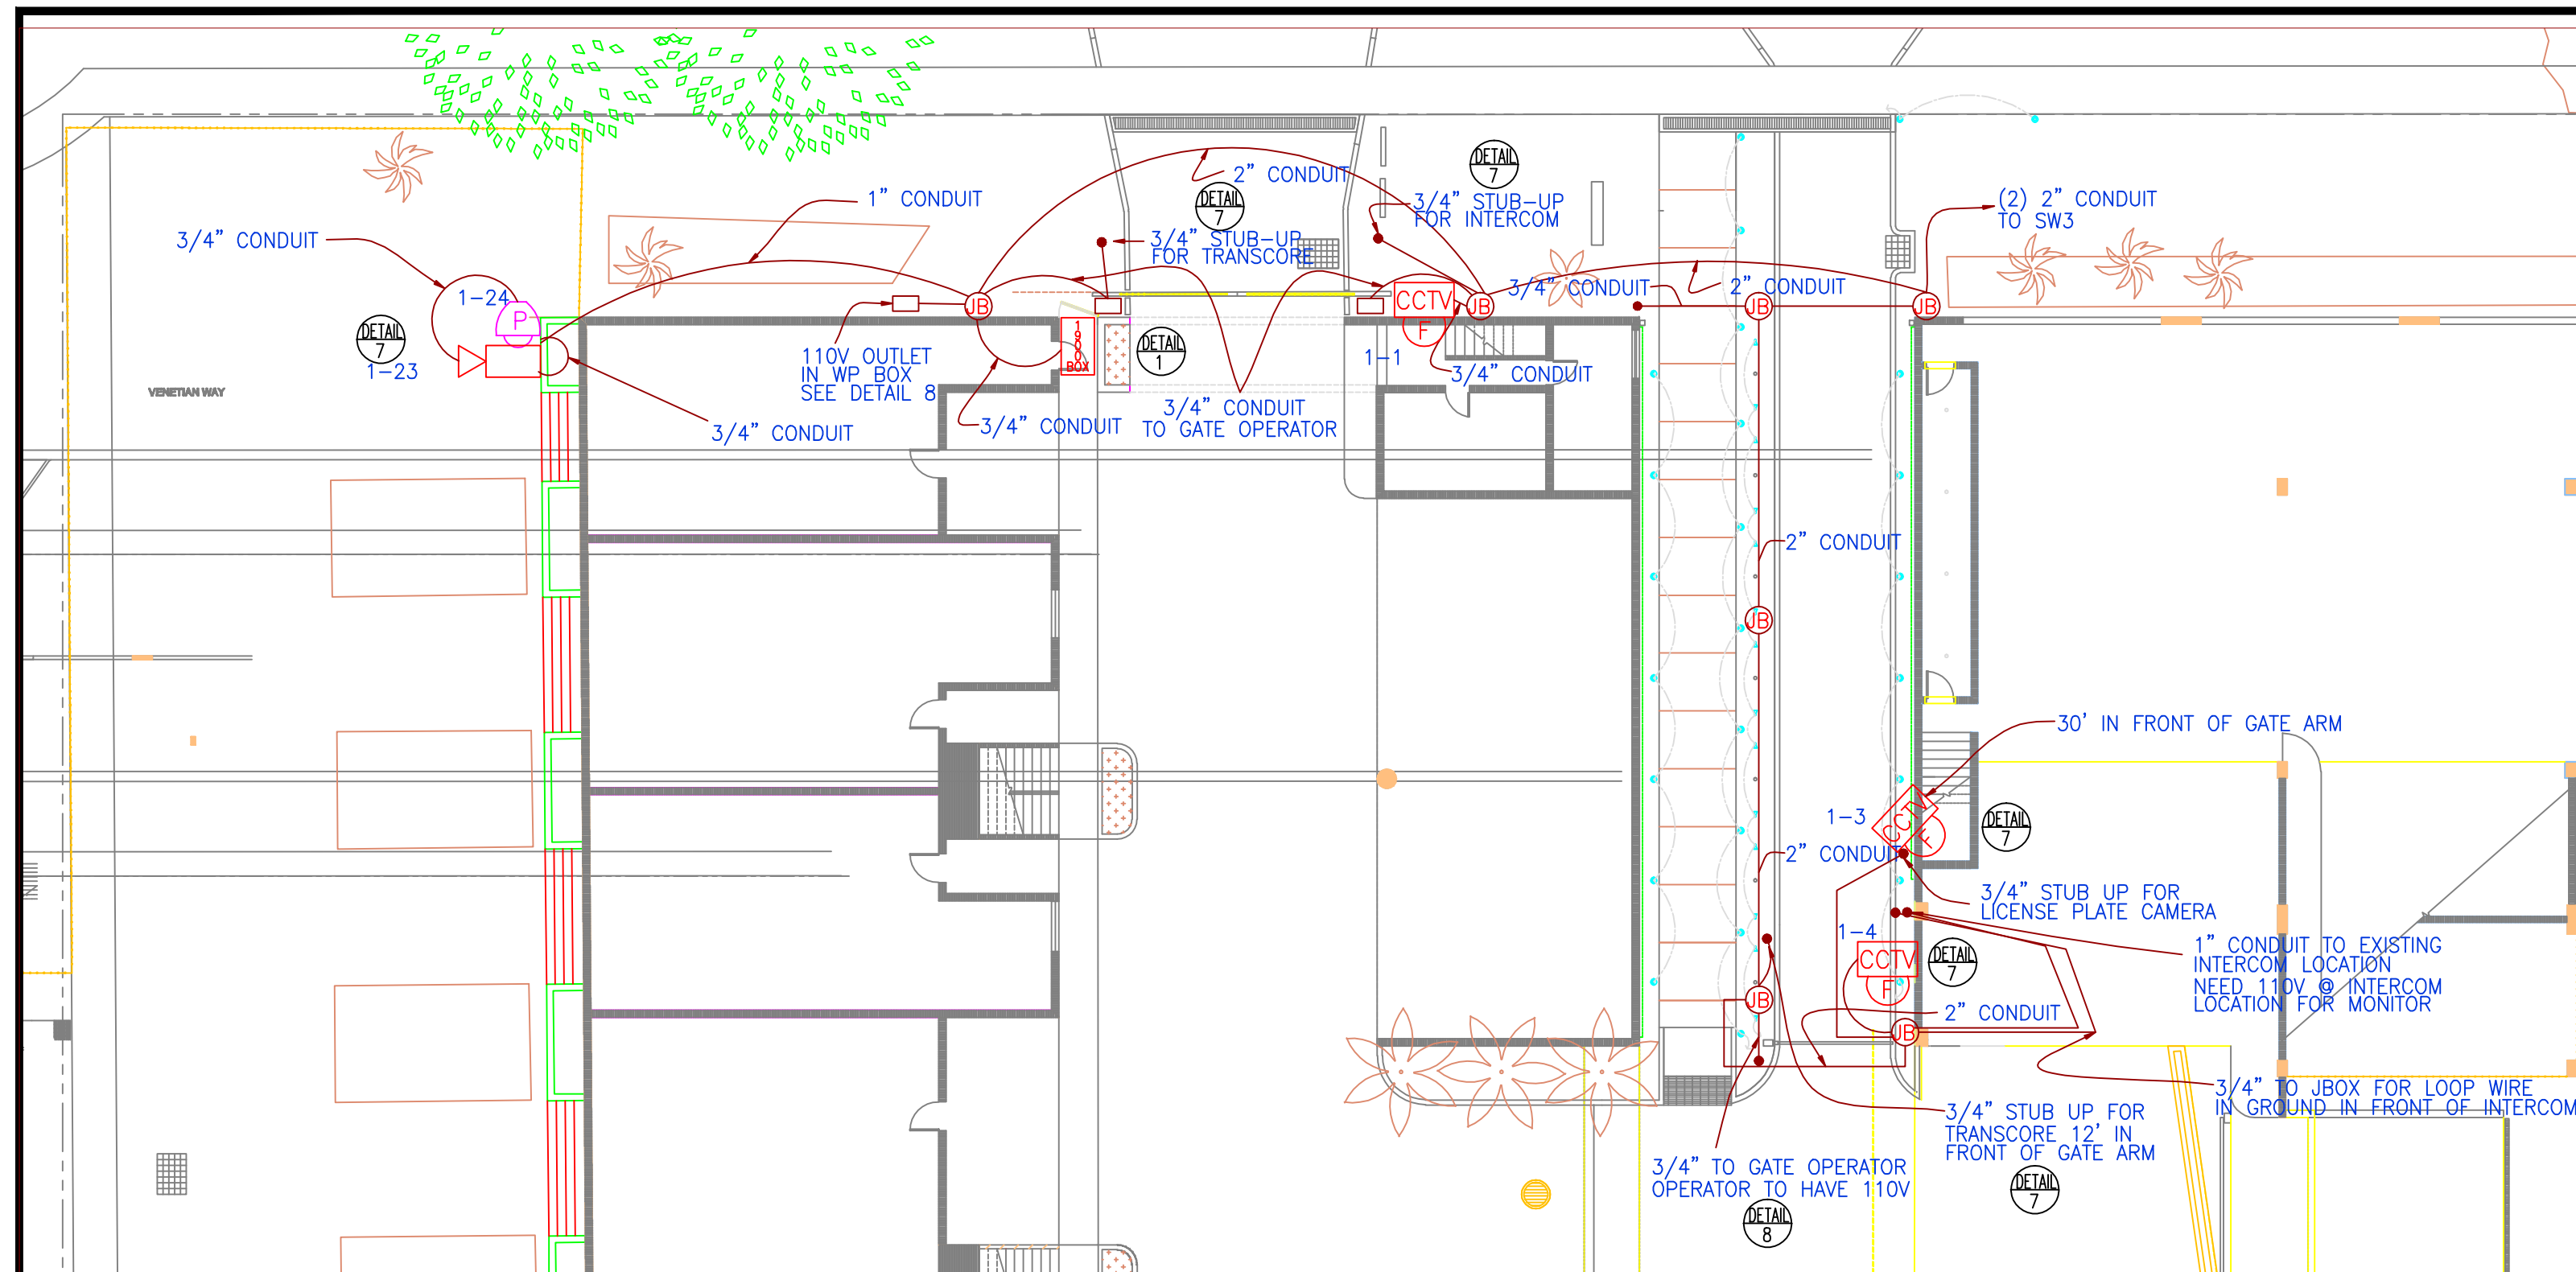 DETAIL
7
2" CONDUIT
1" CONDUIT
DETAIL
7
3/4" STUB-UP
FOR INTERCOM
(2) 2" CONDUIT
TO SW3
3/4" CONDUIT
3/4" STUB-UP
FOR TRANSCORE
1-24
P
JB
CCTV
F
JB
3/4" CONDUIT
2" CONDUIT
JB
JB
DETAIL
7
1-23
1900
BOX
DETAIL
1
1-1
3/4" CONDUIT
110V OUTLET
IN WP BOX
SEE DETAIL 8
VENETIAN WAY
3/4" CONDUIT
3/4" CONDUIT
3/4" CONDUIT
TO GATE OPERATOR
2" CONDUIT
JB
30' IN FRONT OF GATE ARM
1-3
CCTV
F
DETAIL
7
2" CONDUIT
3/4" STUB UP FOR
LICENSE PLATE CAMERA
1-4
CCTV
F
DETAIL
7
1" CONDUIT TO EXISTING
INTERCOM LOCATION
NEED 110V @ INTERCOM
LOCATION FOR MONITOR
JB
2" CONDUIT
JB
3/4" TO JBOX FOR LOOP WIRE
IN GROUND IN FRONT OF INTERCOM
3/4" STUB UP FOR
TRANSCORE 12' IN
FRONT OF GATE ARM
DETAIL
7
3/4" TO GATE OPERATOR
OPERATOR TO HAVE 110V
DETAIL
8